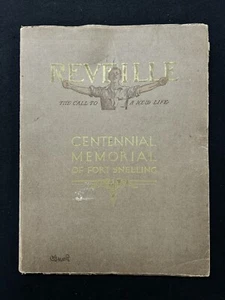 REVEILLE
THE CALL TO A NEW LIFE
CENTENNIAL
MEMORIAL
OF FORT SNELLING